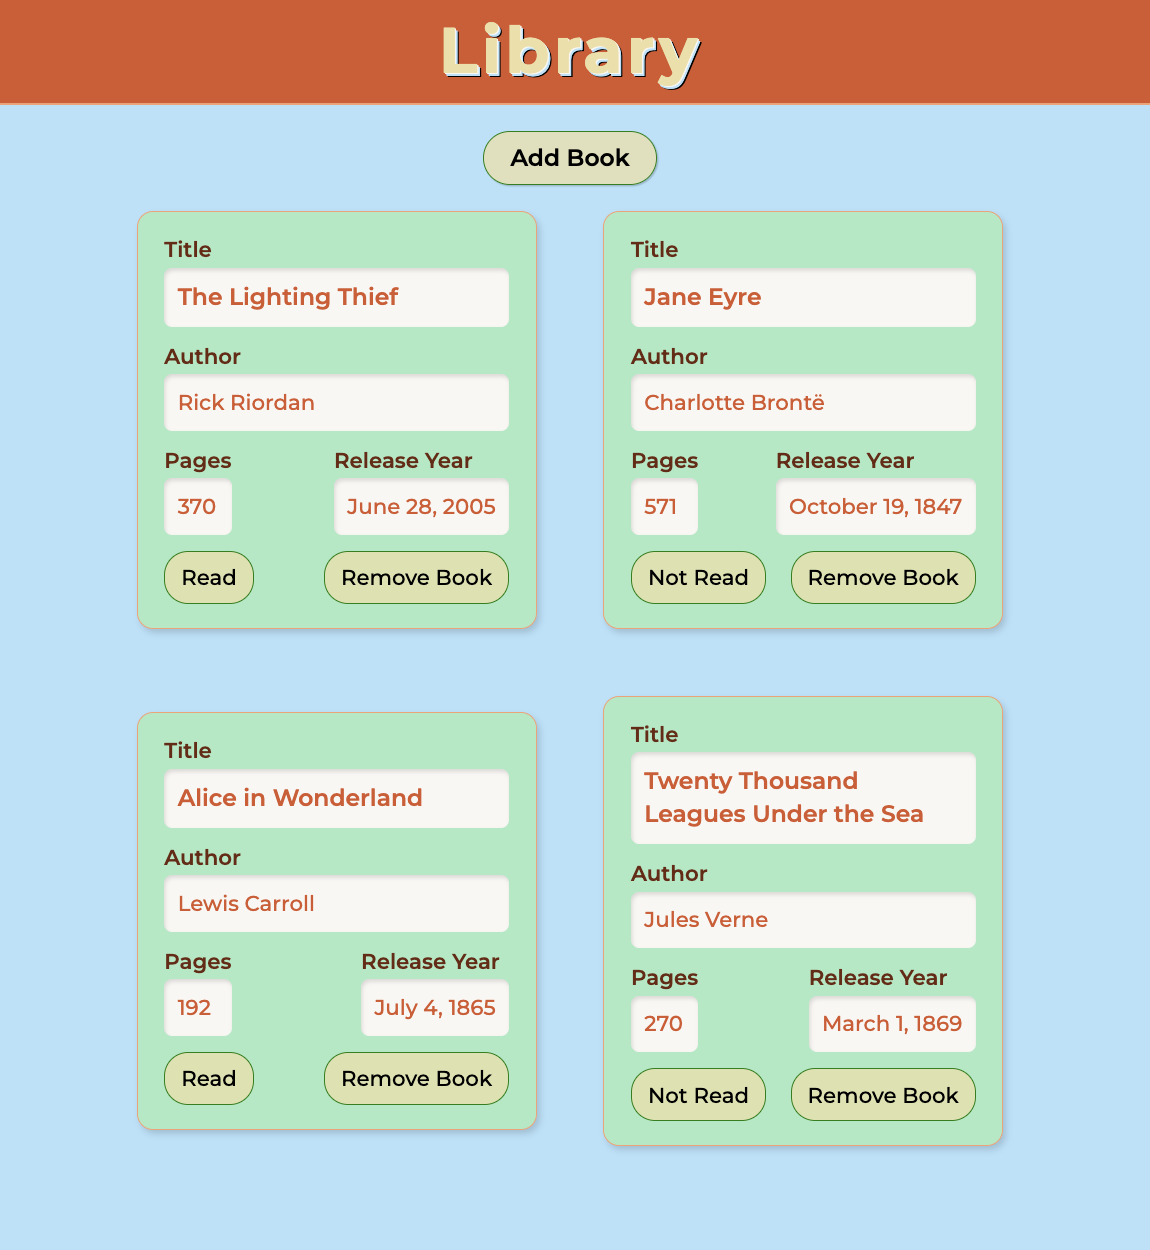 Library
Add Book
Title
The Lighting Thief
Author
Rick Riordan
Pages
Release Year
370
June 28, 2005
Read
Remove Book
Title
Jane Eyre
Author
Charlotte Brontë
Pages
Release Year
571
October 19, 1847
Not Read
Remove Book
Title
Alice in Wonderland
Author
Lewis Carroll
Pages
Release Year
192
July 4, 1865
Read
Remove Book
Title
Twenty Thousand
Leagues Under the Sea
Author
Jules Verne
Pages
Release Year
270
March 1, 1869
Not Read
Remove Book